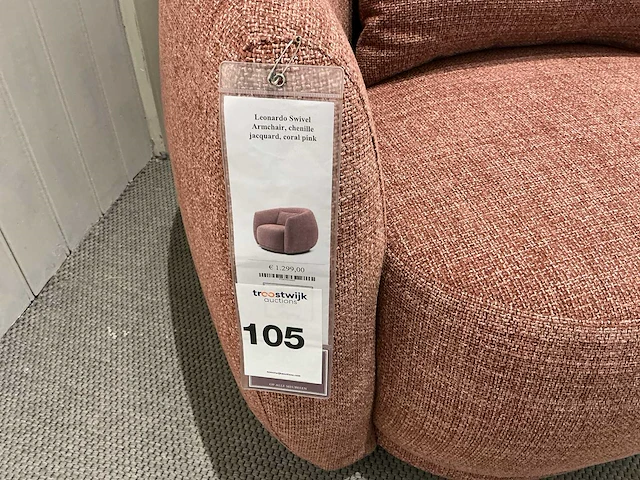 Leonardo Swivel
Armchair, chenille
jacquard, coral pink
€ 1.299,00
troostwijk
auctions
105